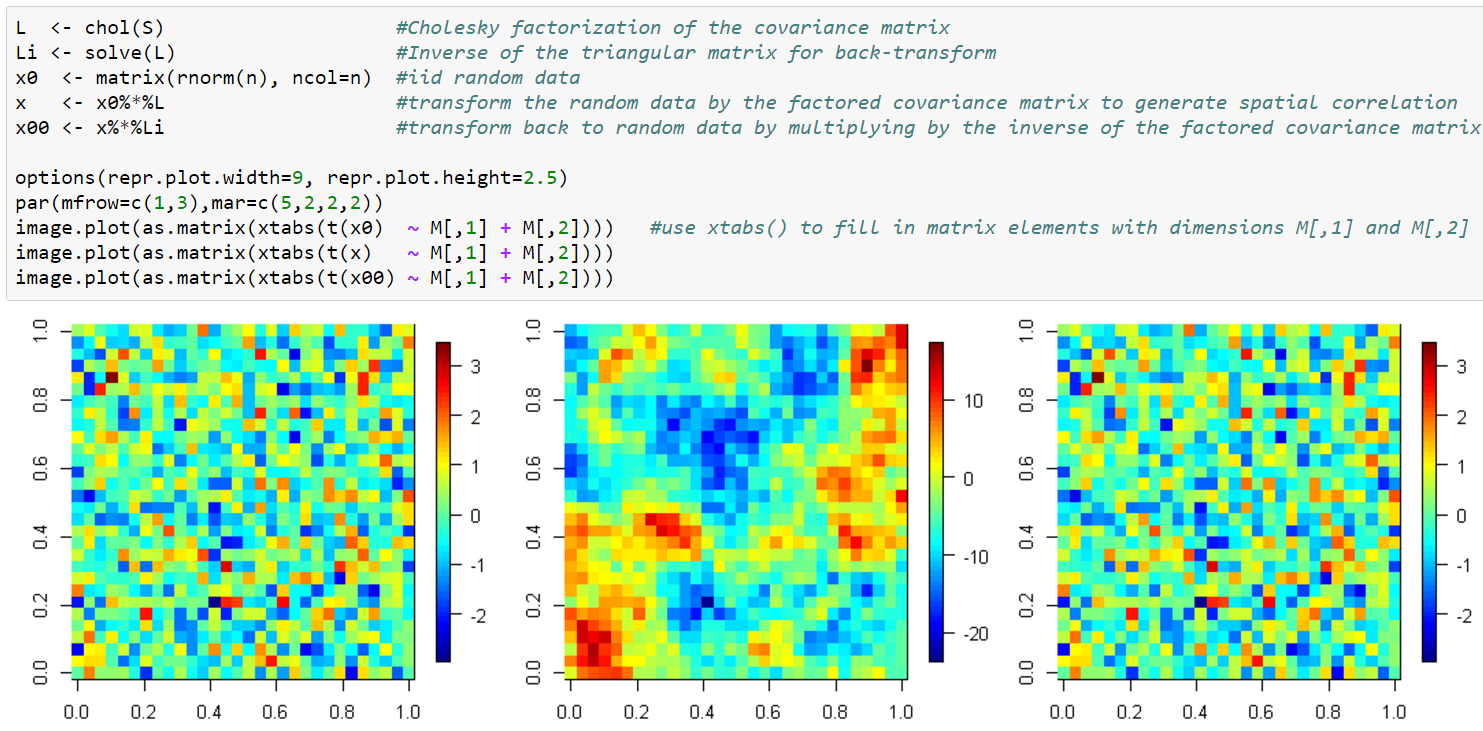 L  <- chol(S)                    #Cholesky factorization of the covariance matrix
Li <- solve(L)                   #Inverse of the triangular matrix for back-transform
x0  <- matrix(rnorm(n), ncol=n)  #iid random data
x   <- x0%*%L                    #transform the random data by the factored covariance matrix to generate spatial correlation
x00 <- x%*%Li                    #transform back to random data by multiplying by the inverse of the factored covariance matrix

options(repr.plot.width=9, repr.plot.height=2.5)
par(mfrow=c(1,3),mar=c(5,2,2,2))
image.plot(as.matrix(xtabs(t(x0)  ~ M[,1] + M[,2])))   #use xtabs() to fill in matrix elements with dimensions M[,1] and M[,2]
image.plot(as.matrix(xtabs(t(x)   ~ M[,1] + M[,2])))
image.plot(as.matrix(xtabs(t(x00) ~ M[,1] + M[,2])))
1.0
0.8
0.6
0.4
0.2
0.0
0.0 0.2 0.4 0.6 0.8 1.0
3
2
1
0
-1
-2
1.0
0.8
0.6
0.4
0.2
0.0
0.0 0.2 0.4 0.6 0.8 1.0
10
0
-10
-20
1.0
0.8
0.6
0.4
0.2
0.0
0.0 0.2 0.4 0.6 0.8 1.0
3
2
1
0
-1
-2